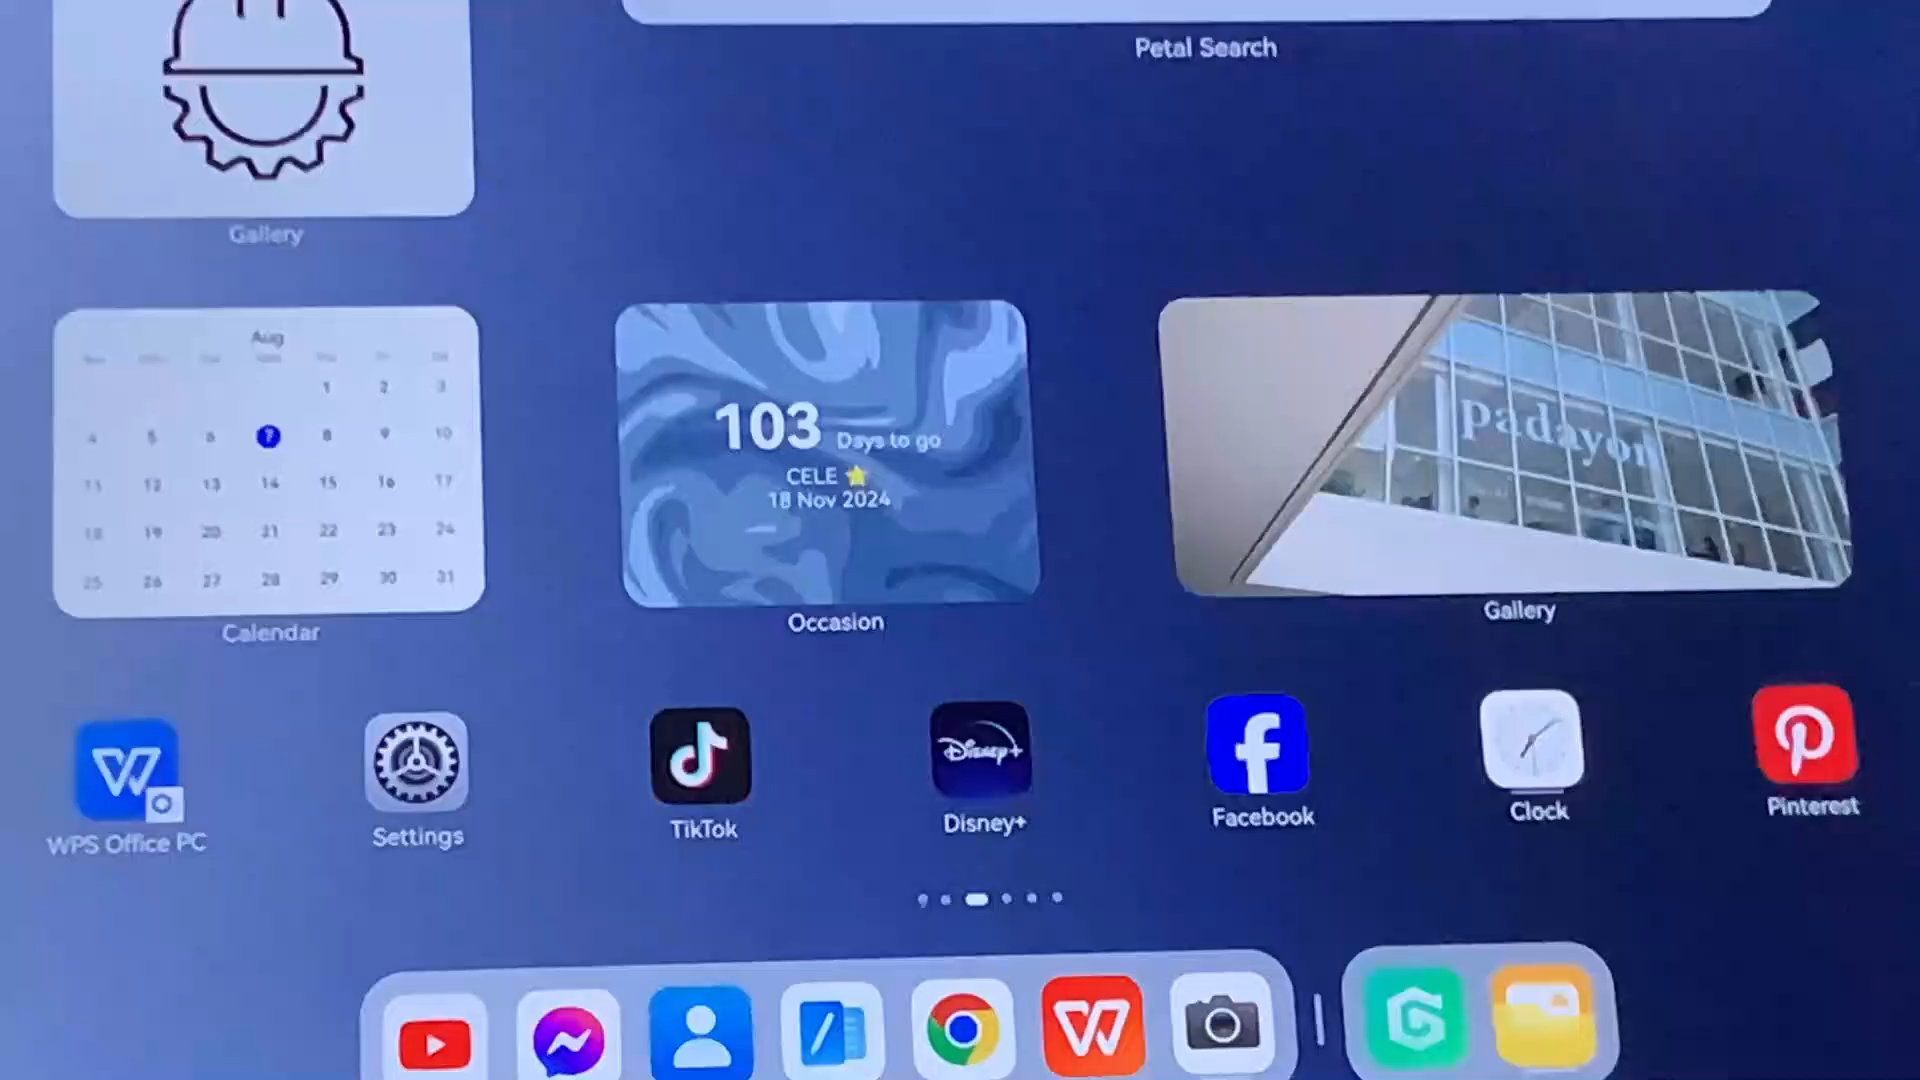 Petal Search
Gallery
Aug
1 2 3
4 5 6 7 8 9 10
11 12 13 14 15 16 17
18 19 20 21 22 23 24
25 26 27 28 29 30 31
Calendar
103 Days to go
CELE ⭐
18 Nov 2024
Occasion
padayon
Gallery
WPS Office PC
Settings
TikTok
Disney+
Disney+
Facebook
Clock
Pinterest